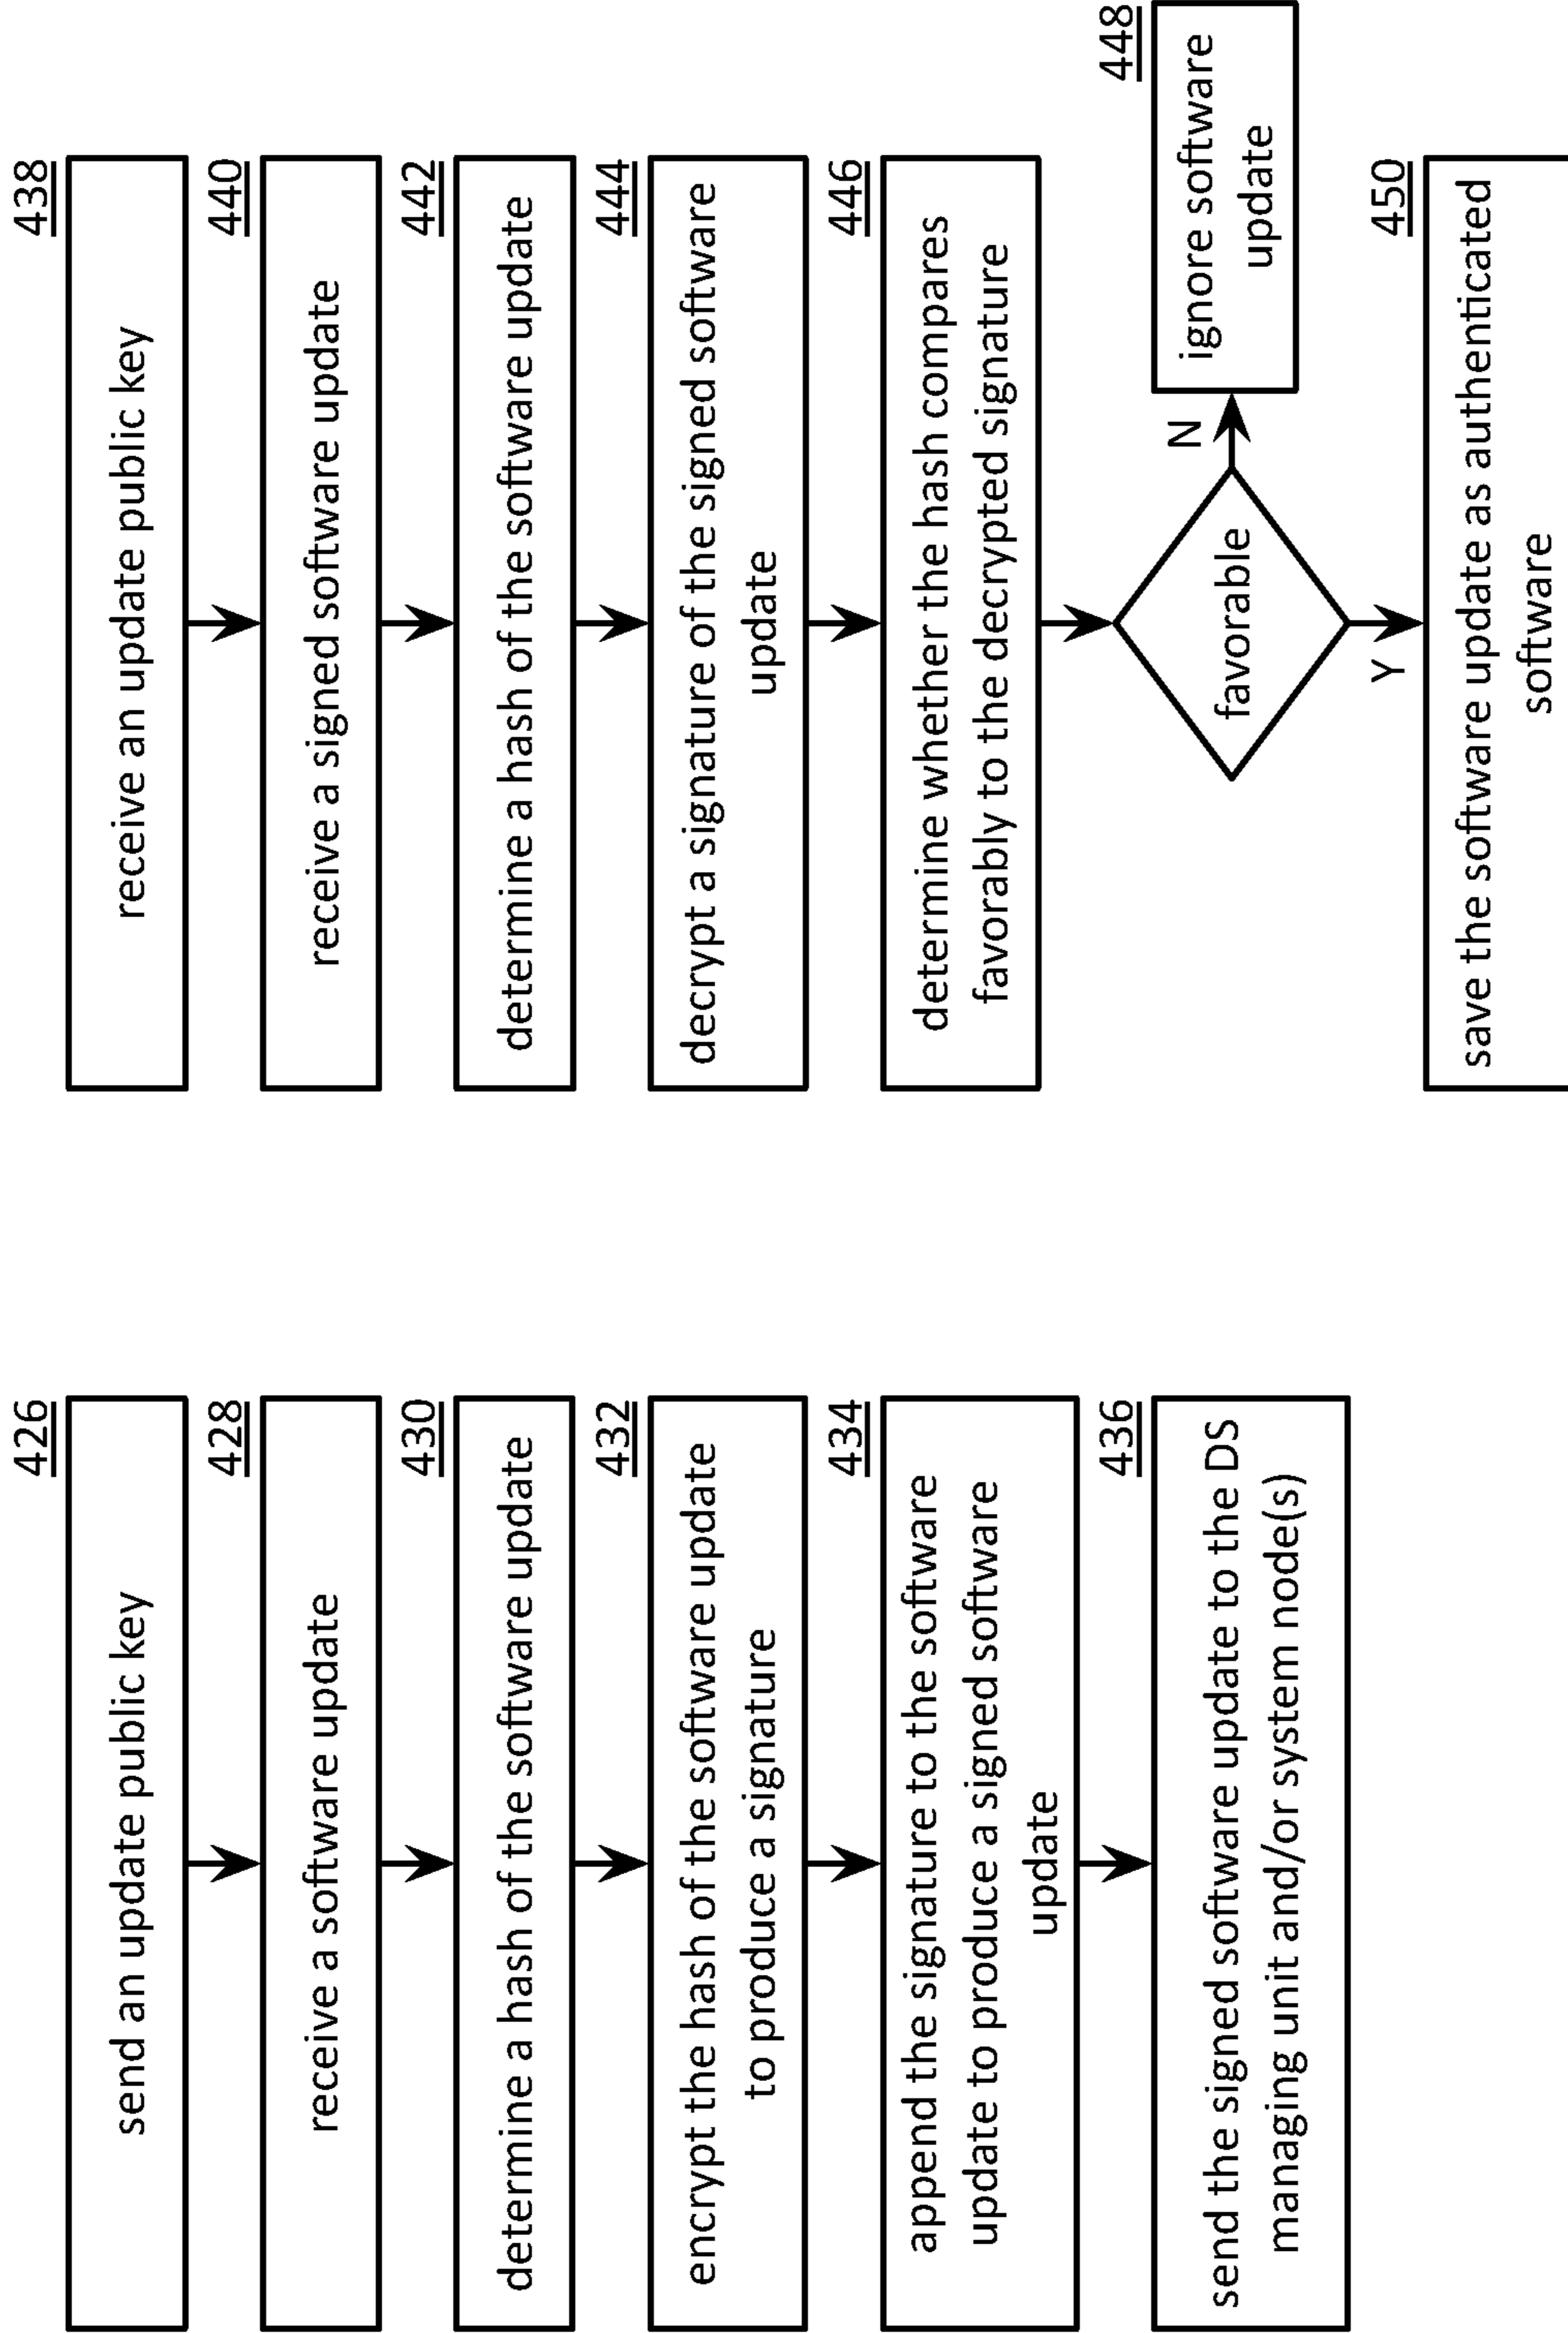 426
send an update public key
428
receive a software update
430
determine a hash of the software update
432
encrypt the hash of the software update
to produce a signature
434
append the signature to the software
update to produce a signed software
update
436
send the signed software update to the DS
managing unit and/or system node(s)
438
receive an update public key
440
receive a signed software update
442
determine a hash of the software update
444
decrypt a signature of the signed software
update
446
determine whether the hash compares
favorably to the decrypted signature
favorable
N
448
ignore software
update
Y
450
save the software update as authenticated
software